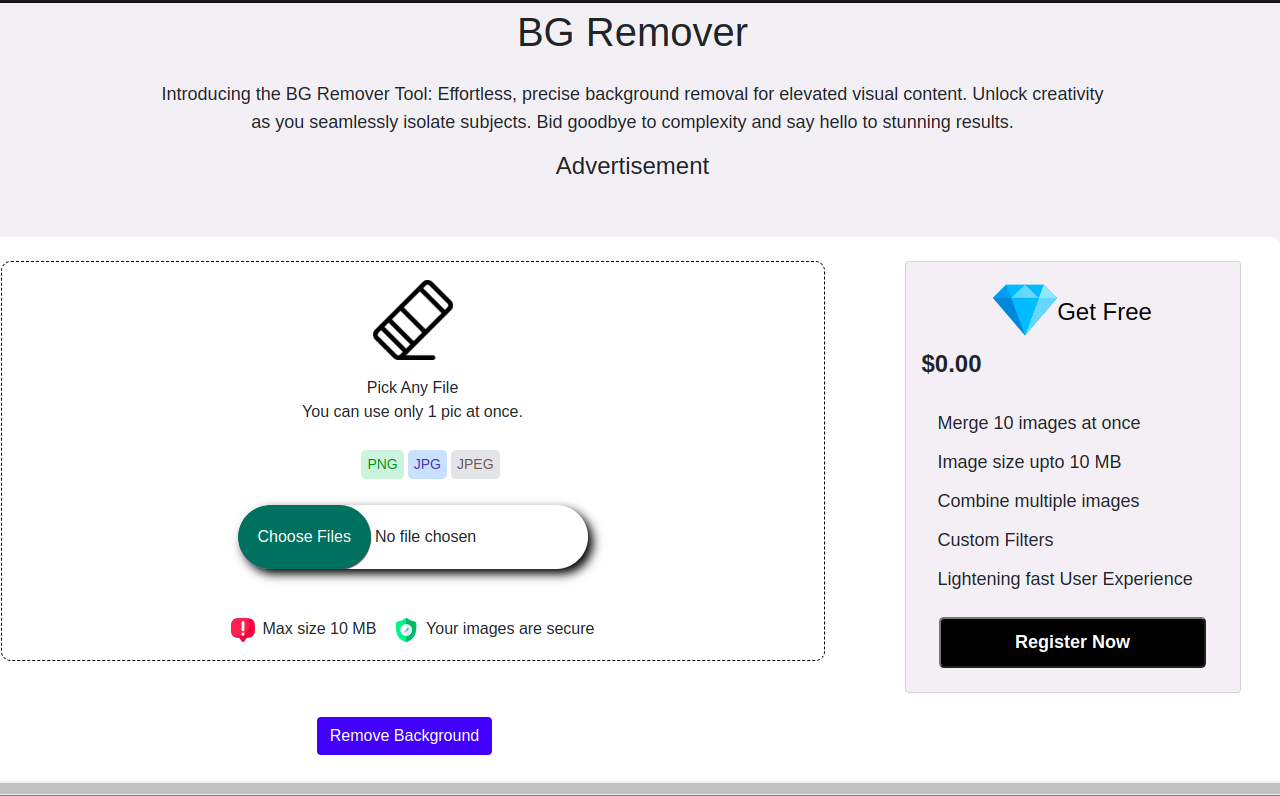 BG Remover
Introducing the BG Remover Tool: Effortless, precise background removal for elevated visual content. Unlock creativity
as you seamlessly isolate subjects. Bid goodbye to complexity and say hello to stunning results.
Advertisement
Pick Any File
You can use only 1 pic at once.
PNG JPG JPEG
Choose Files No file chosen
Max size 10 MB Your images are secure
Remove Background
Get Free
$0.00
Merge 10 images at once
Image size upto 10 MB
Combine multiple images
Custom Filters
Lightening fast User Experience
Register Now